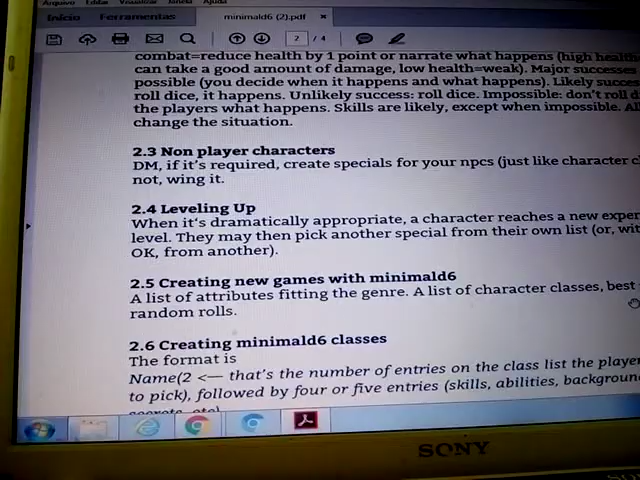 Arquivo Editar Visualizar Janela Ajuda
Início Ferramentas minimald6 (2).pdf ×
2 / 4
combat=reduce health by 1 point or narrate what happens (high health=
can take a good amount of damage, low health=weak). Major successes
possible (you decide when it happens and what happens). Likely succes
roll dice, it happens. Unlikely success: roll dice. Impossible: don't roll d
the players what happens. Skills are likely, except when impossible. Al
change the situation.
2.3 Non player characters
DM, if it's required, create specials for your npcs (just like character c
not, wing it.
2.4 Leveling Up
When it's dramatically appropriate, a character reaches a new exper
level. They may then pick another special from their own list (or, wit
OK, from another).
2.5 Creating new games with minimald6
A list of attributes fitting the genre. A list of character classes, best
random rolls.
2.6 Creating minimald6 classes
The format is
Name(2 <— that's the number of entries on the class list the player
to pick), followed by four or five entries (skills, abilities, backgroun
secrets, etc)
SONY